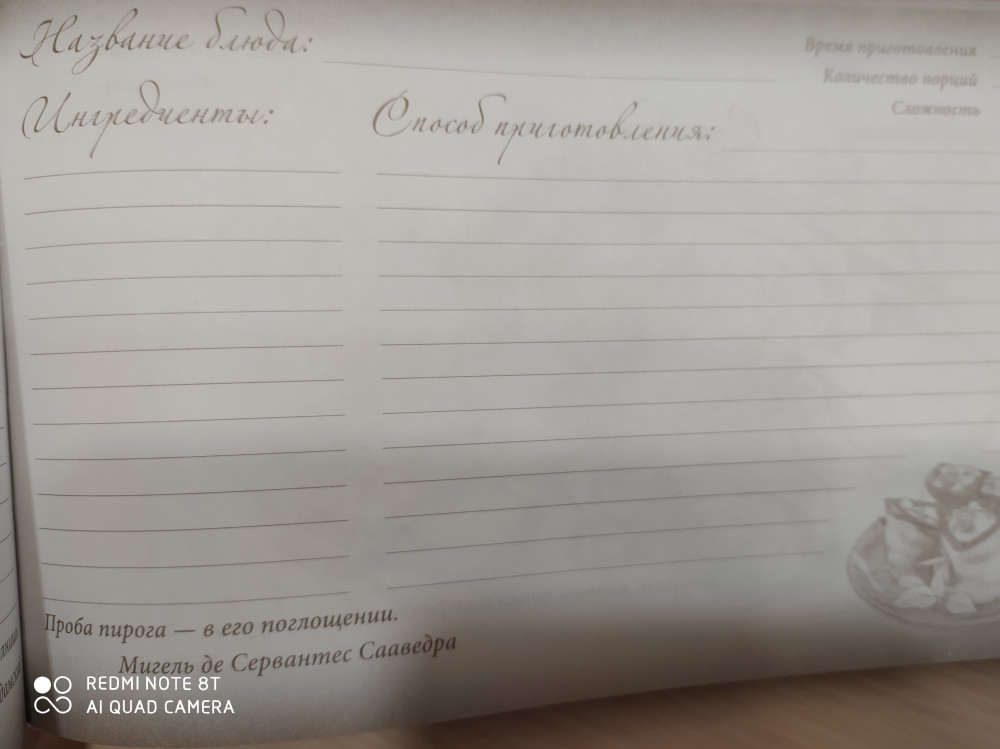 Название блюда:
Время приготовления
Количество порций
Сложность
Ингредиенты:
Способ приготовления:
Проба пирога — в его поглощении.
Мигель де Сервантес Сааведра
REDMI NOTE 8T
AI QUAD CAMERA